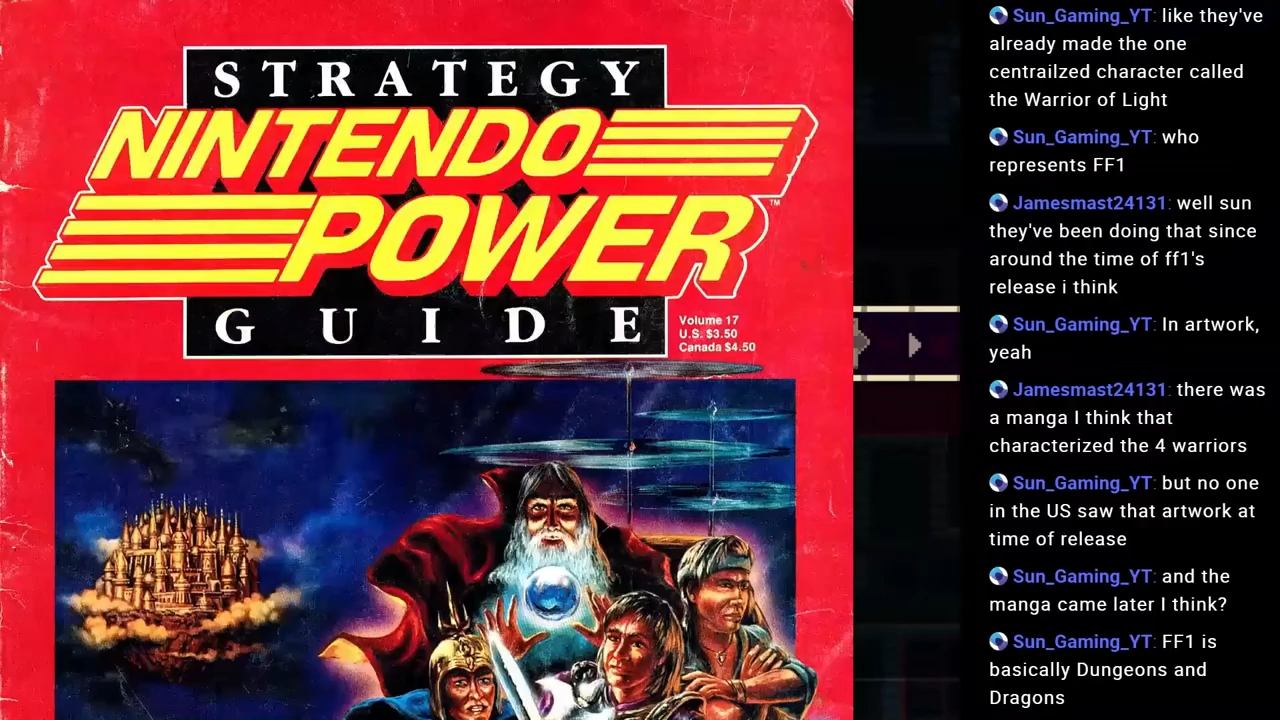 STRATEGY
NINTENDO
POWER
™
GUIDE
Volume 17
U.S. $3.50
Canada $4.50
Sun_Gaming_YT: like they've
already made the one
centrailzed character called
the Warrior of Light
Sun_Gaming_YT: who
represents FF1
Jamesmast24131: well sun
they've been doing that since
around the time of ff1's
release i think
Sun_Gaming_YT: In artwork,
yeah
Jamesmast24131: there was
a manga I think that
characterized the 4 warriors
Sun_Gaming_YT: but no one
in the US saw that artwork at
time of release
Sun_Gaming_YT: and the
manga came later I think?
Sun_Gaming_YT: FF1 is
basically Dungeons and
Dragons